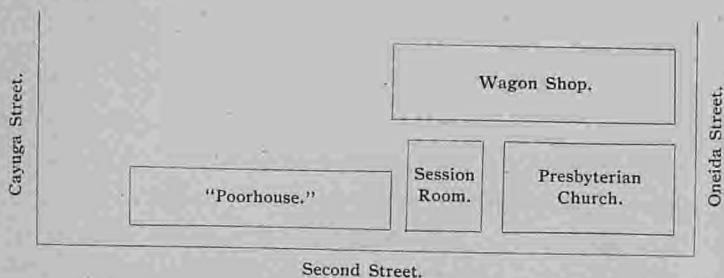 Cayuga Street.
Wagon Shop.
Oneida Street.
"Poorhouse."
Session
Room.
Presbyterian
Church.
Second Street.